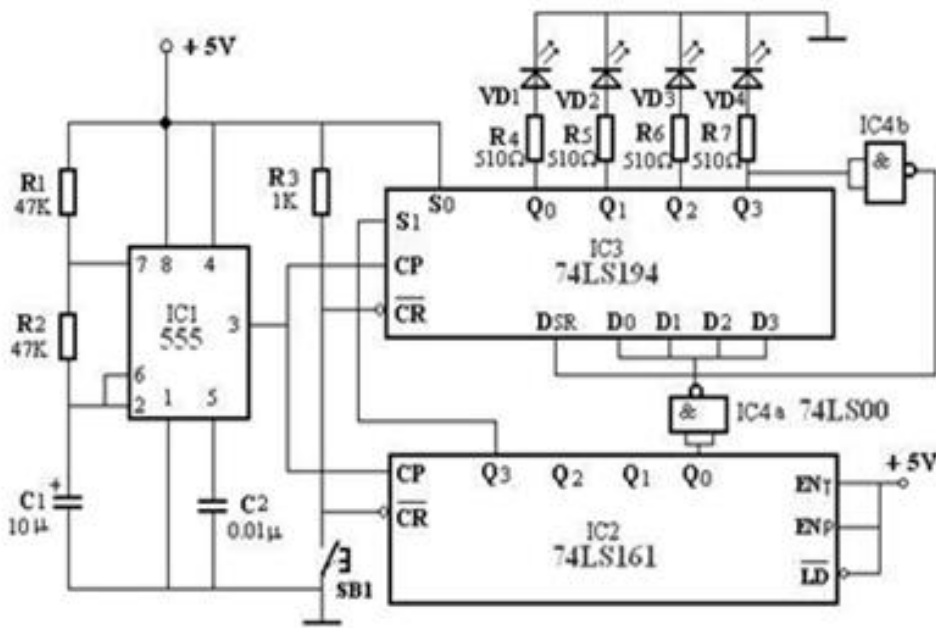 + 5V
VD1 VD2 VD3 VD4
R4 R5 R6 R7
510Ω 510Ω 510Ω 510Ω
IC4b
&
R1
47K
R3
1K
S0 Q0 Q1 Q2 Q3
S1
IC3
CP 74LS194
CR
DSR D0 D1 D2 D3
7 8 4
IC1
555
3
6
2 1 5
R2
47K
& IC4a 74LS00
C1 +
10μ
C2
0.01μ
SB1
CP Q3 Q2 Q1 Q0
CR
+ 5V
ENT
ENP
LD
IC2
74LS161